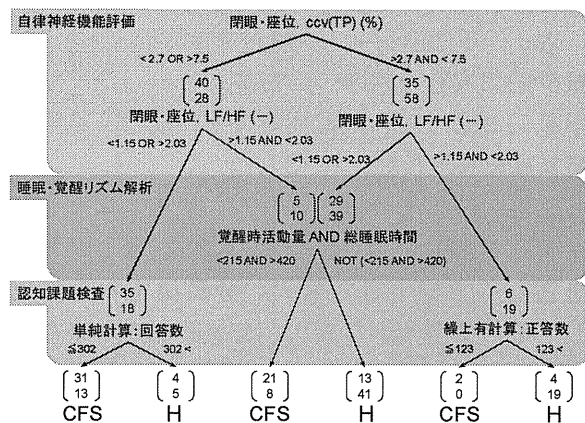 自律神経機能評価
閉眼・座位, ccv(TP) (%)
<2.7 OR >7.5
>2.7 AND < 7.5
40
28
35
58
閉眼・座位, LF/HF (－)
閉眼・座位, LF/HF (－)
<1.15 OR >2.03
>1.15 AND <2.03
<1.15 OR >2.03
>1.15 AND <2.03
睡眠・覚醒リズム解析
5
10
29
39
覚醒時活動量 AND 総睡眠時間
<215 AND >420
NOT (<215 AND >420)
認知課題検査
35
18
6
19
単純計算：回答数
繰上有計算：正答数
≦302
302 <
≦123
123 <
31
13
4
5
21
8
13
41
2
0
4
19
CFS
H
CFS
H
CFS
H